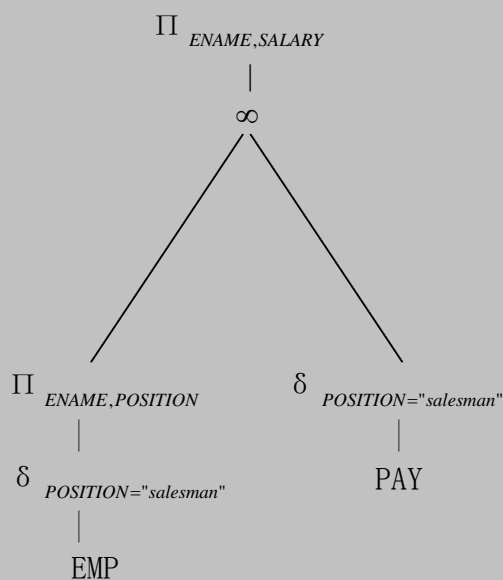 Π ENAME,SALARY
∞
Π ENAME,POSITION
δ POSITION="salesman"
δ POSITION="salesman"
PAY
EMP